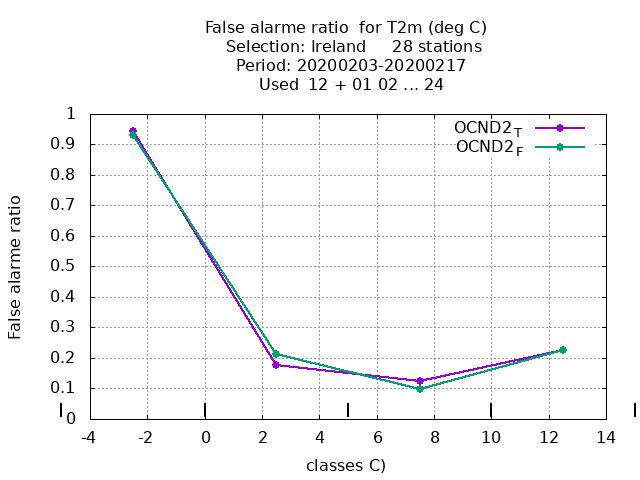 False alarme ratio  for T2m (deg C)
Selection: Ireland     28 stations
Period: 20200203-20200217
Used  12 + 01 02 ... 24
OCND2T
OCND2F
1
0.9
0.8
0.7
0.6
0.5
0.4
0.3
0.2
0.1
0
False alarme ratio
-4 -2 0 2 4 6 8 10 12 14
classes C)